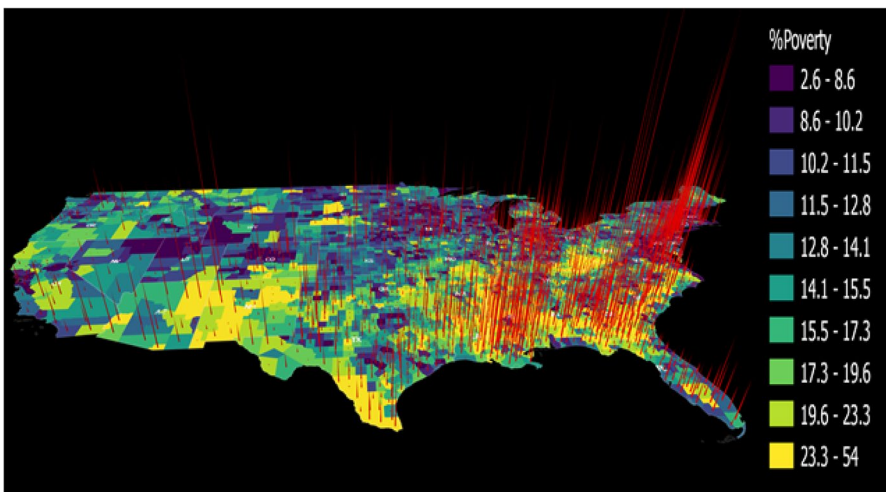 %Poverty
2.6 - 8.6
8.6 - 10.2
10.2 - 11.5
11.5 - 12.8
12.8 - 14.1
14.1 - 15.5
15.5 - 17.3
17.3 - 19.6
19.6 - 23.3
23.3 - 54
CO
TX